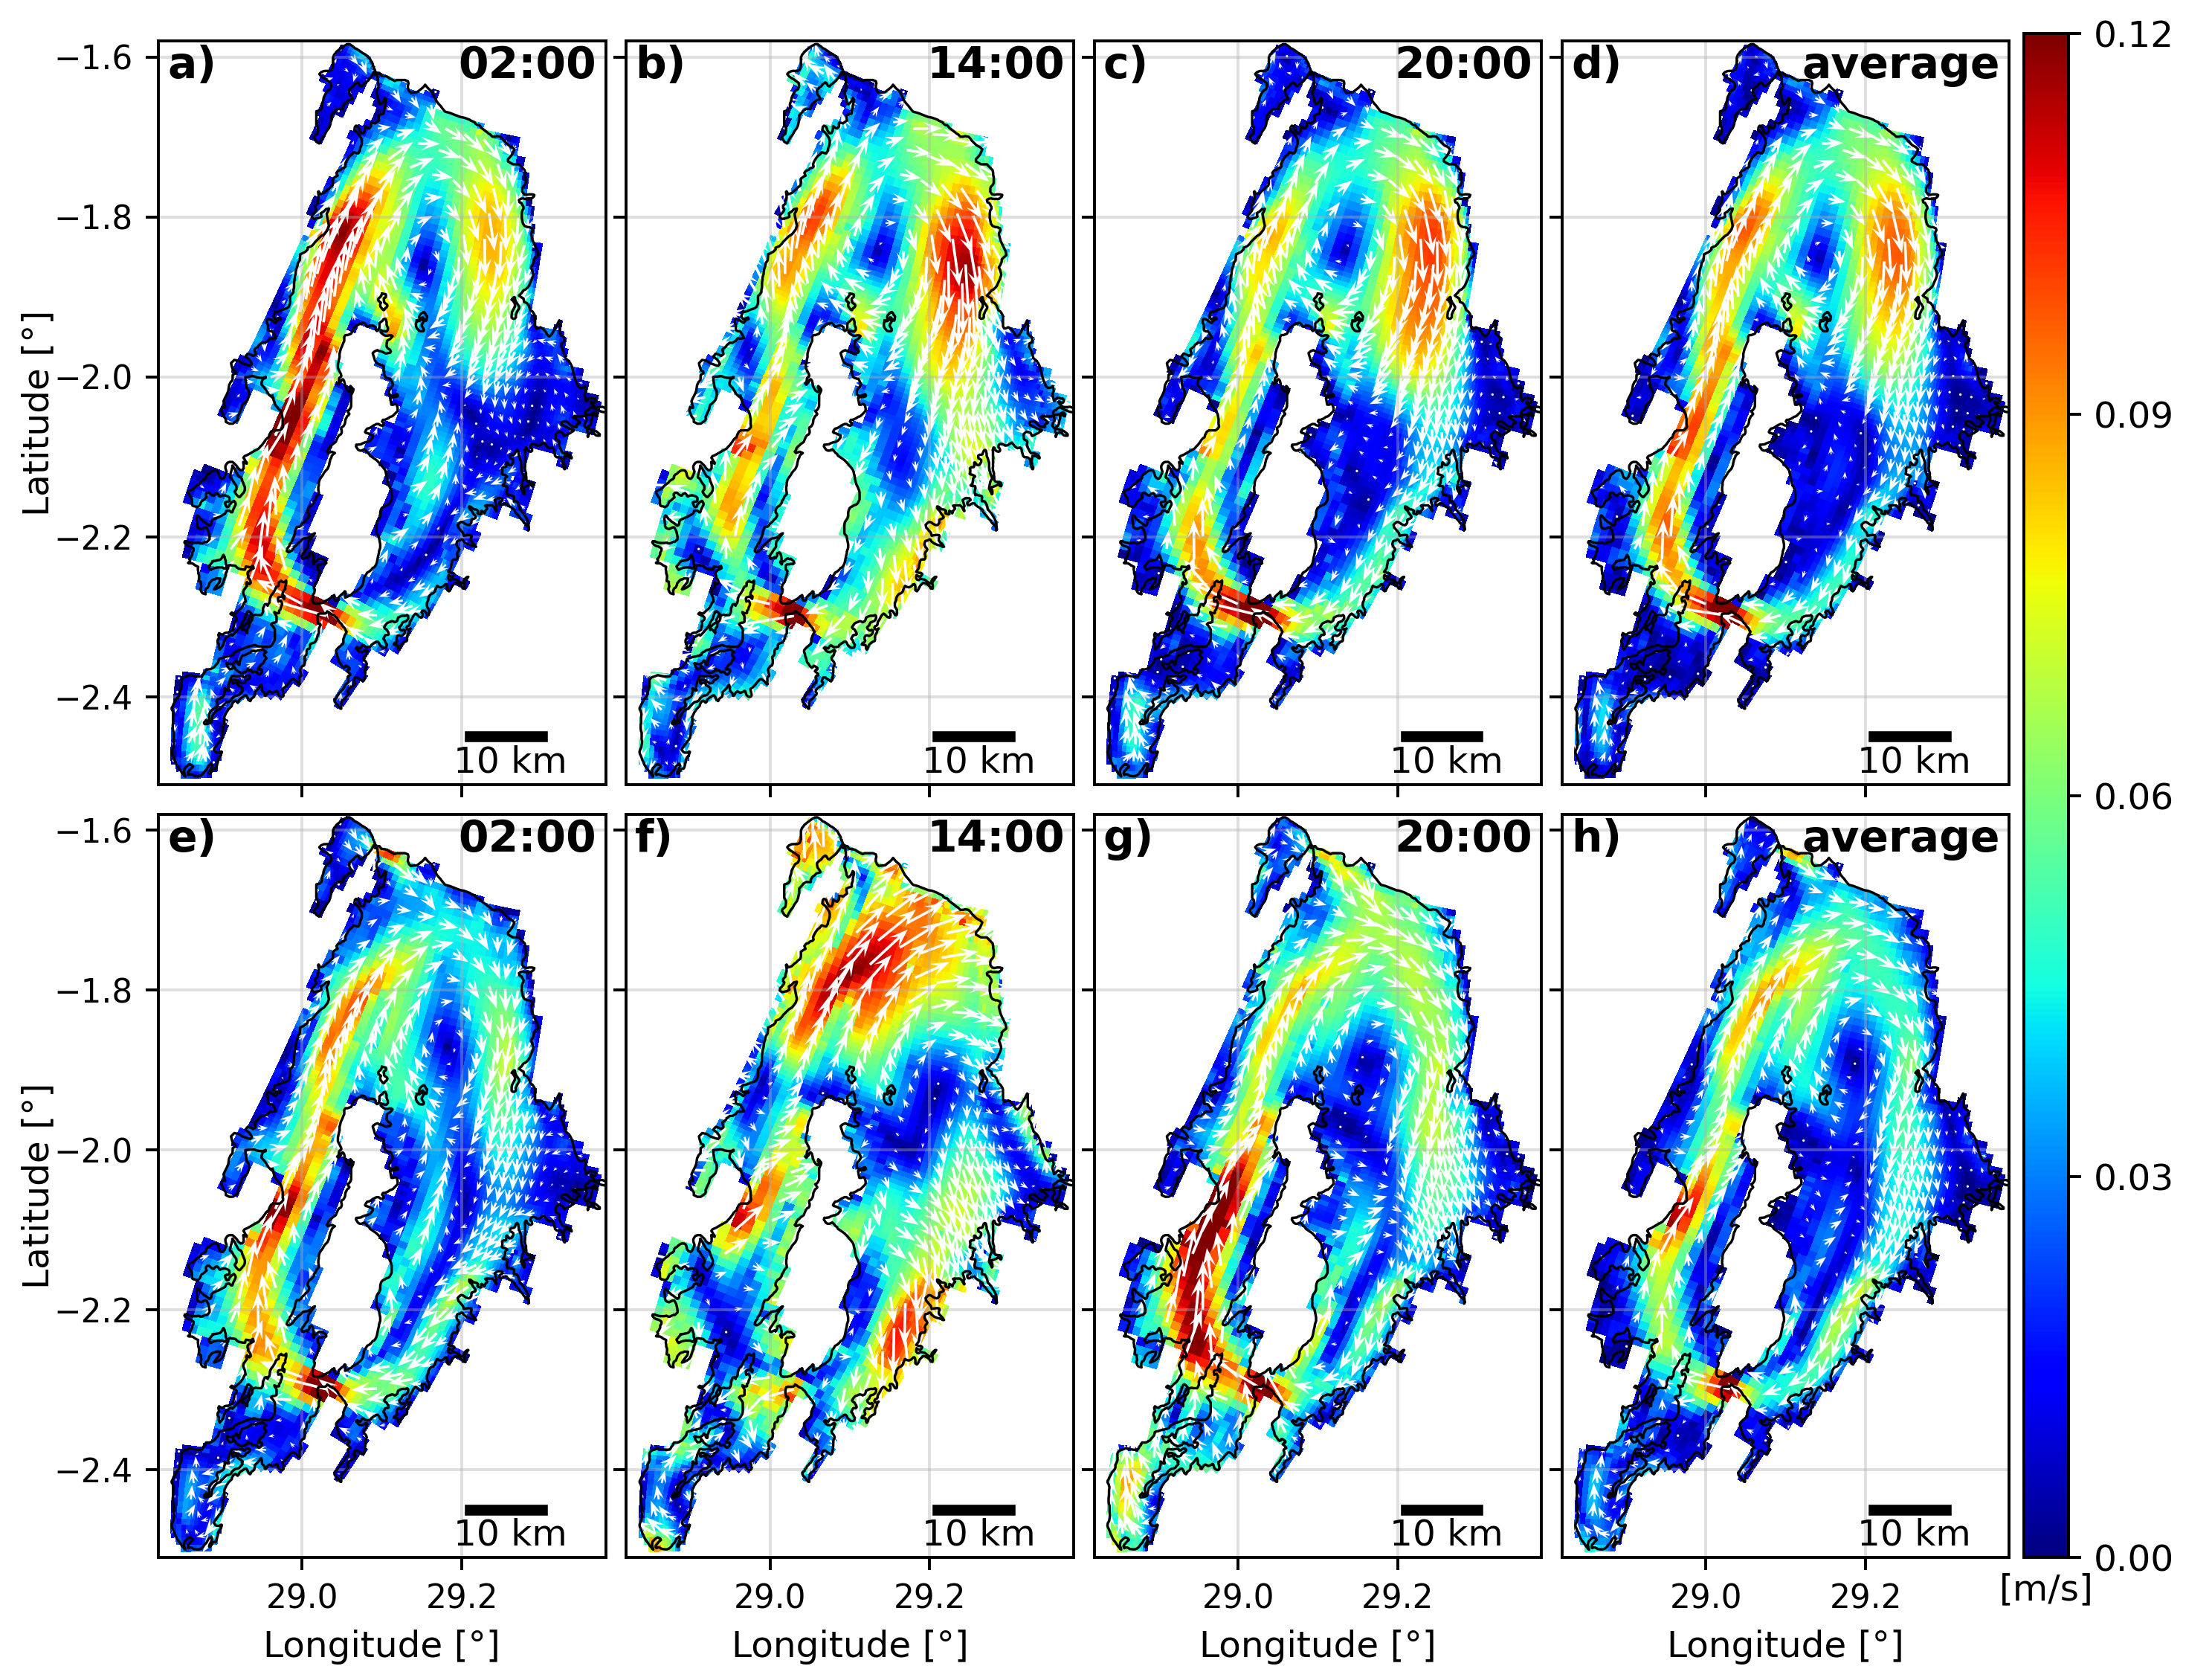 a) 02:00
b) 14:00
c) 20:00
d) average
0.12
0.09
0.06
0.03
0.00
[m/s]
Latitude [°]
−1.6
−1.8
−2.0
−2.2
−2.4
10 km
10 km
10 km
10 km
e) 02:00
f) 14:00
g) 20:00
h) average
Latitude [°]
−1.6
−1.8
−2.0
−2.2
−2.4
10 km
10 km
10 km
10 km
29.0 29.2
29.0 29.2
29.0 29.2
29.0 29.2
Longitude [°]
Longitude [°]
Longitude [°]
Longitude [°]